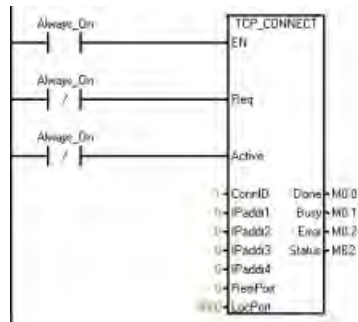 Always_On
TCP_CONNECT
EN
Always_On
Req
Always_On
Active
ConnID Done M0.0
IPaddr1 Busy M0.1
IPaddr2 Error M0.2
IPaddr3 Status MB2
IPaddr4
RemPort
LocPort